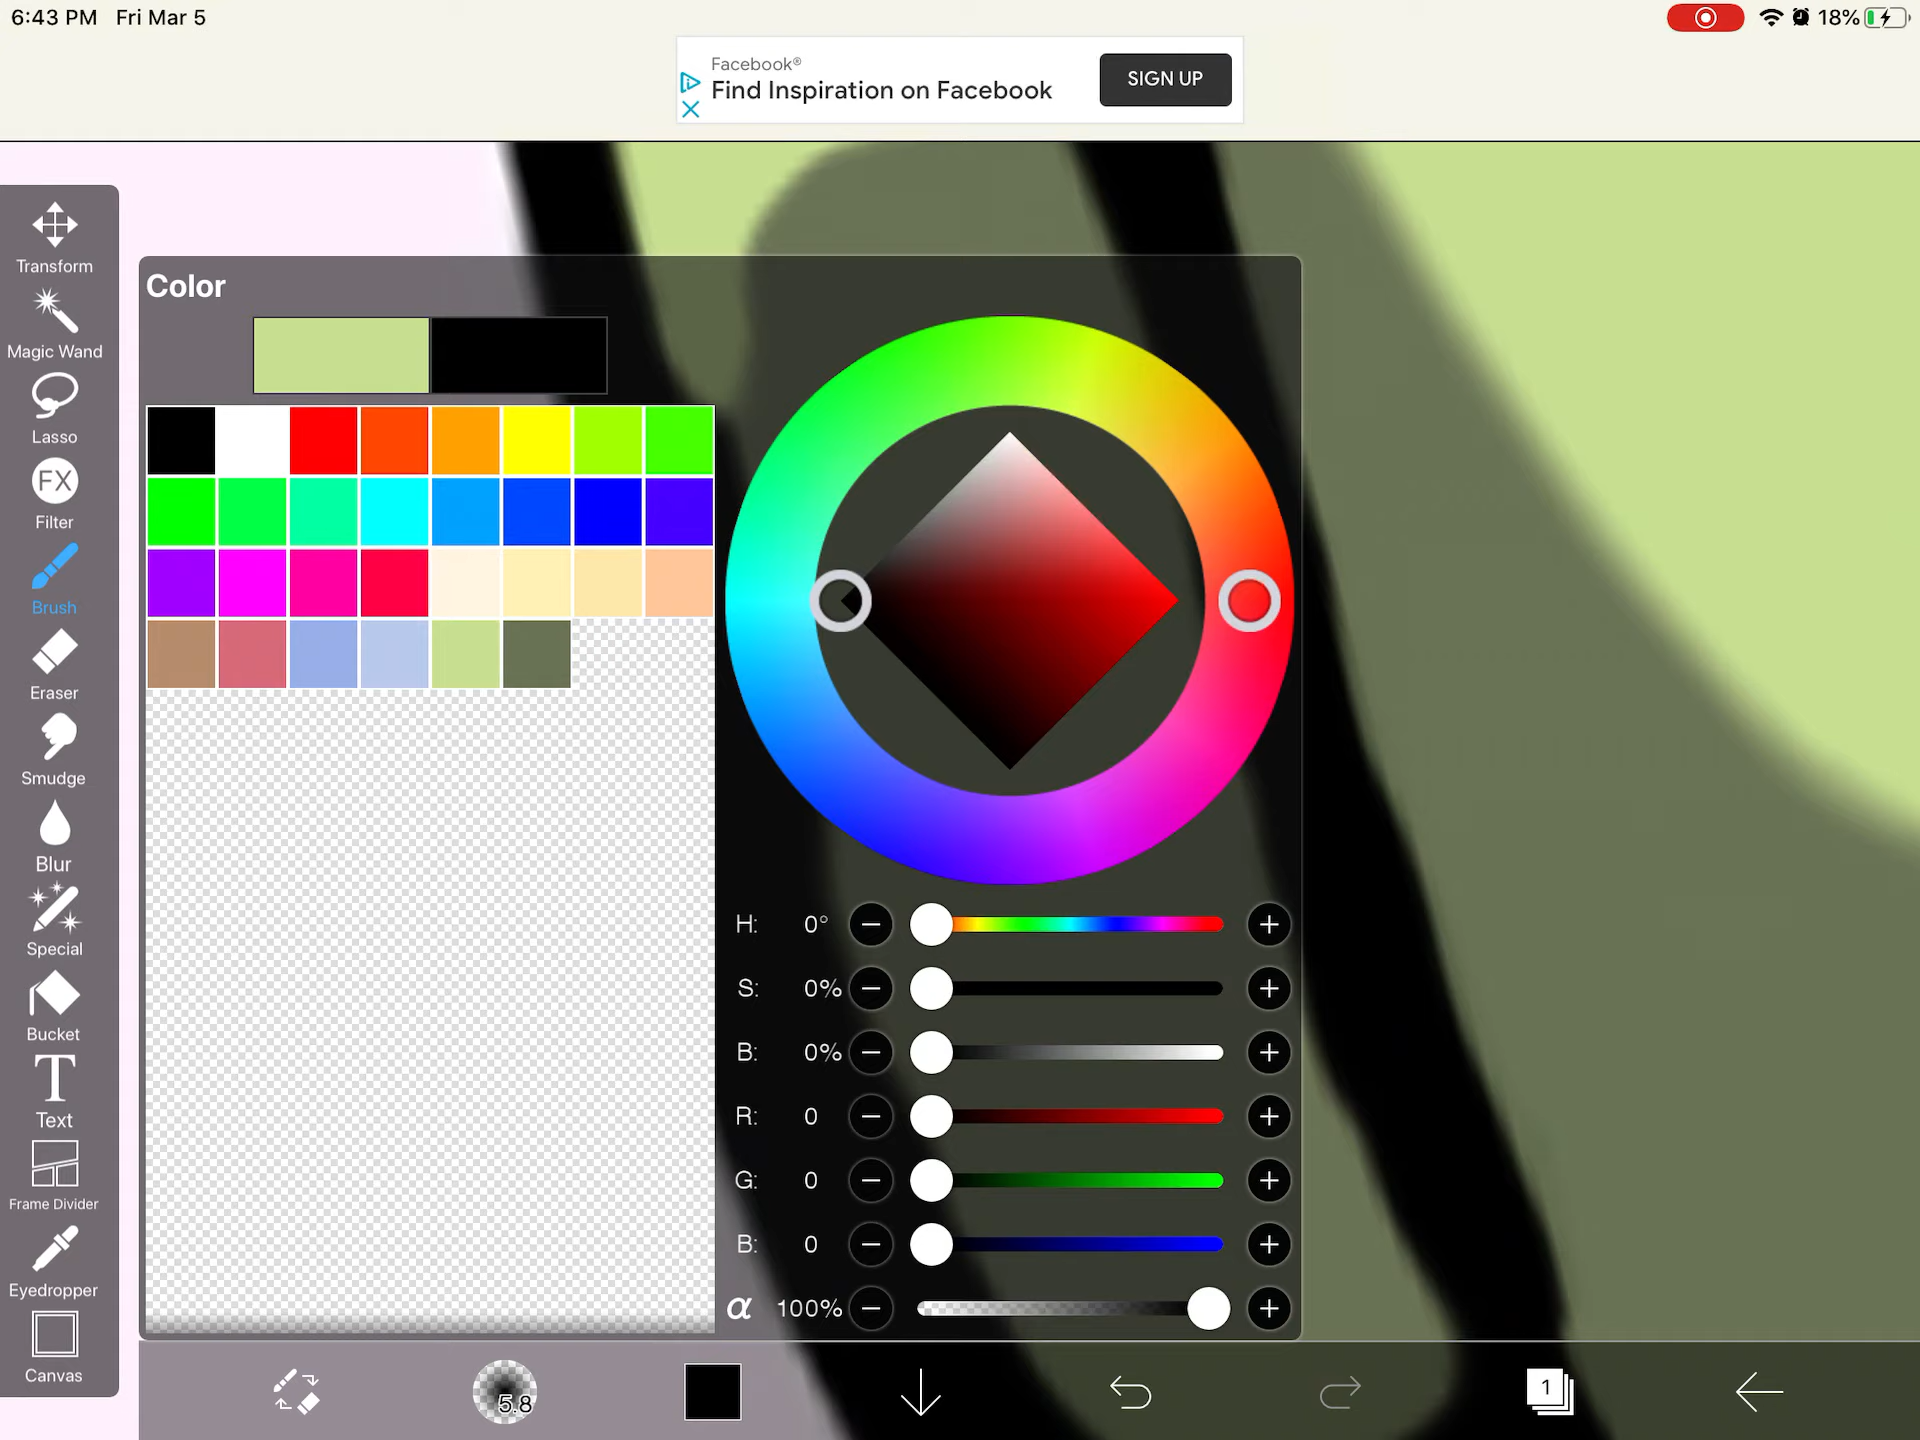 6:43 PM Fri Mar 5
18%
Facebook®
Find Inspiration on Facebook
SIGN UP
Transform
Magic Wand
Lasso
FX
Filter
Brush
Eraser
Smudge
Blur
Special
Bucket
T
Text
Frame Divider
Eyedropper
Canvas
Color
H: 0°
S: 0%
B: 0%
R: 0
G: 0
B: 0
α 100%
5.8
1